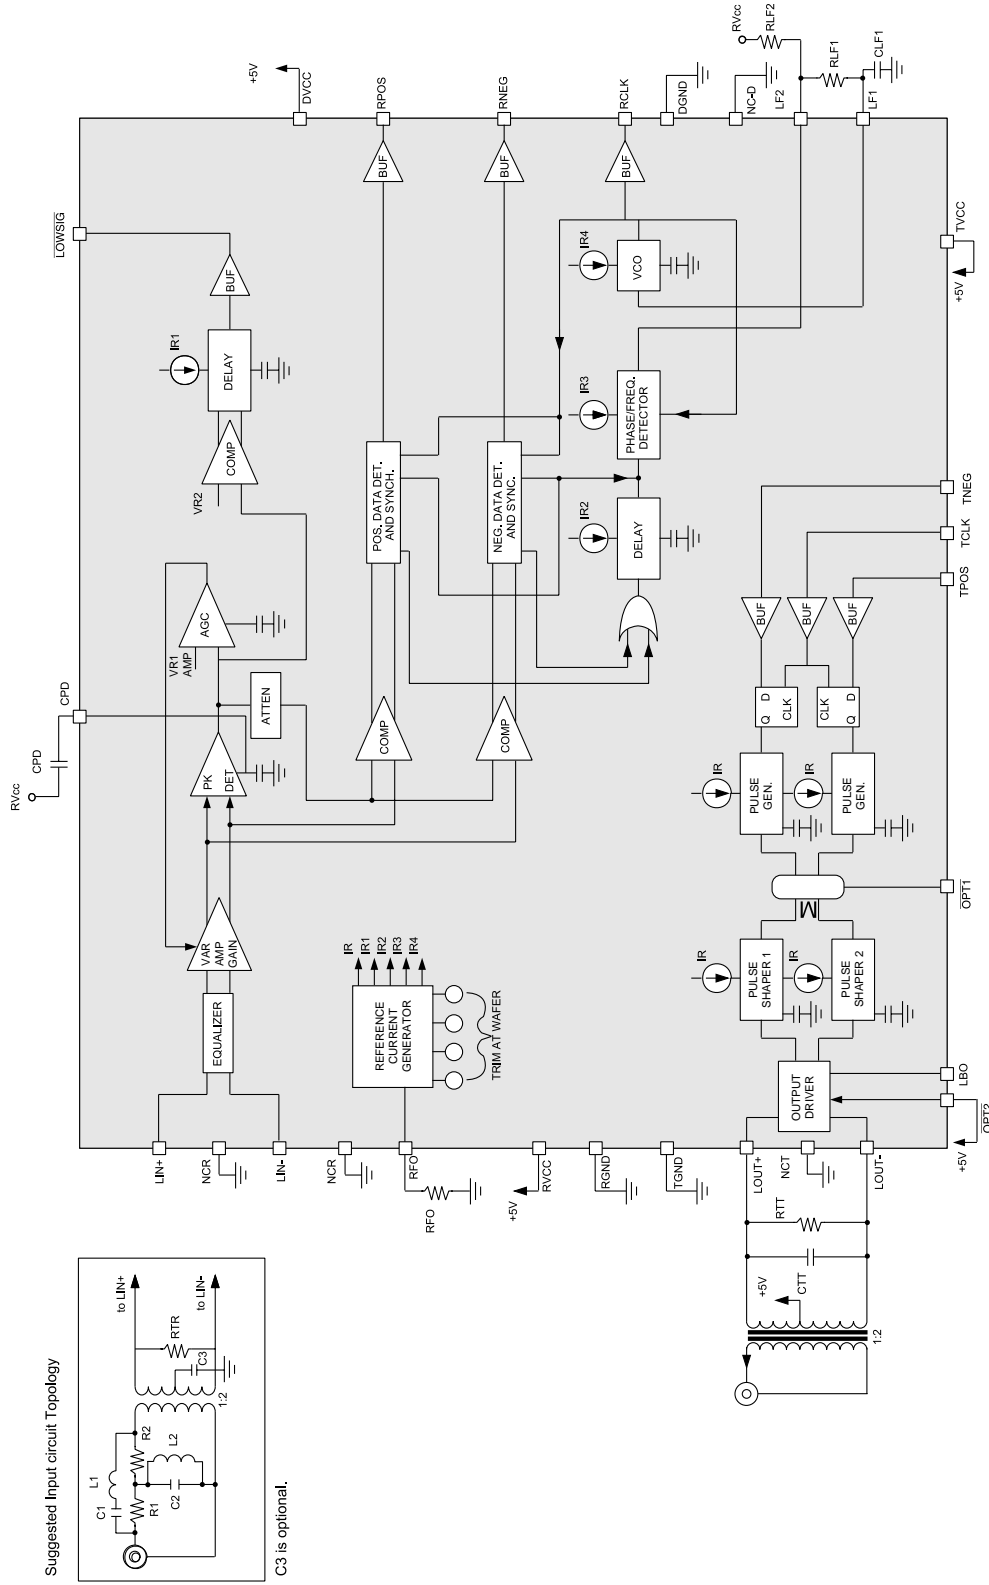 Suggested Input circuit Topology
C1
L1
R1
R2
C2
L2
1:2
C3
RTR
to LIN+
to LIN-
C3 is optional.
RVcc
CPD
CPD
LOWSIG
+5V
DVCC
LIN+
NCR
LIN-
EQUALIZER
VAR
AMP
GAIN
PK
DET
ATTEN
VR1
AMP
AGC
VR2
COMP
DELAY
IR1
BUF
NCR
RFO
RFO
REFERENCE
CURRENT
GENERATOR
IR
IR1
IR2
IR3
IR4
TRIM AT WAFER
COMP
COMP
POS. DATA DET.
AND SYNCH.
NEG. DATA DET.
AND SYNC.
BUF
RPOS
BUF
RNEG
BUF
RCLK
DELAY
IR2
PHASE/FREQ.
DETECTOR
IR3
VCO
IR4
DGND
NC-D
LF2
LF1
RVcc
RLF2
RLF1
CLF1
+5V
RVCC
RGND
TGND
LOUT+
NCT
LOUT-
RTT
CTT
+5V
1:2
OUTPUT
DRIVER
PULSE
SHAPER 1
IR
PULSE
SHAPER 2
IR
M
PULSE
GEN.
IR
PULSE
GEN.
IR
Q D
CLK
CLK
Q D
BUF
BUF
BUF
+5V
OPT2
LBO
OPT1
TPOS
TCLK
TNEG
+5V
TVCC